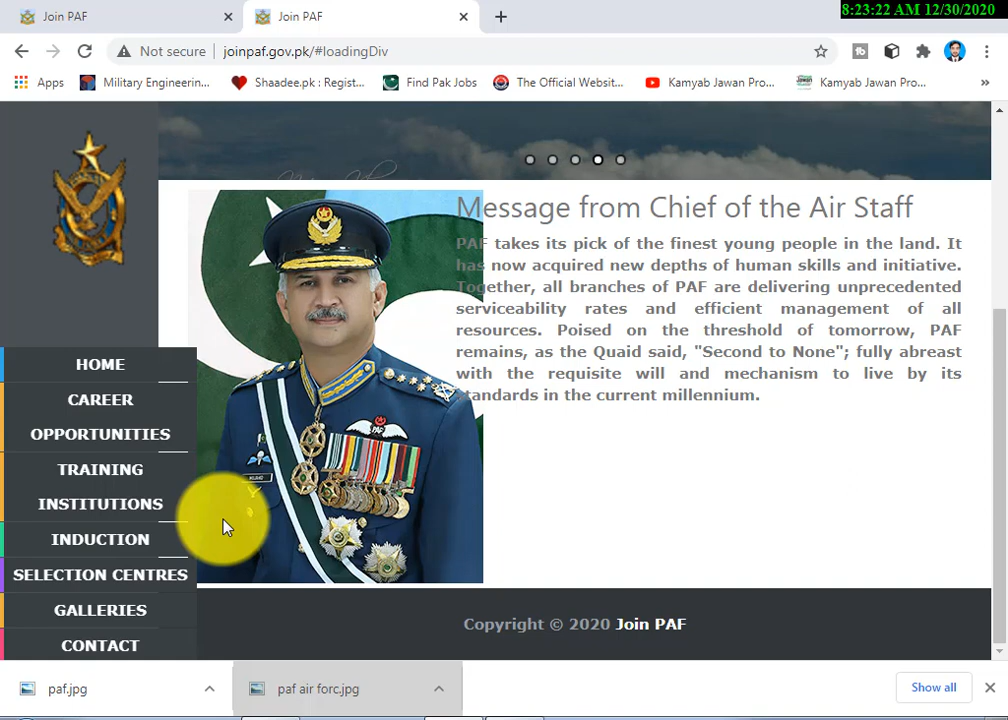 Join PAF
Join PAF
8:23:22 AM 12/30/2020
Not secure
joinpaf.gov.pk/#loadingDiv
Apps
Military Engineerin...
Shaadee.pk : Regist...
Find Pak Jobs
The Official Websit...
Kamyab Jawan Pro...
Kamyab Jawan Pro...
»
Message from Chief of the Air Staff
PAF takes its pick of the finest young people in the land. It
has now acquired new depths of human skills and initiative.
Together, all branches of PAF are delivering unprecedented
serviceability rates and efficient management of all
resources. Poised on the threshold of tomorrow, PAF
remains, as the Quaid said, "Second to None"; fully abreast
with the requisite will and mechanism to live by its
standards in the current millennium.
HOME
CAREER
OPPORTUNITIES
TRAINING
INSTITUTIONS
INDUCTION
SELECTION CENTRES
GALLERIES
CONTACT
Copyright © 2020 Join PAF
paf.jpg
paf air forc.jpg
Show all